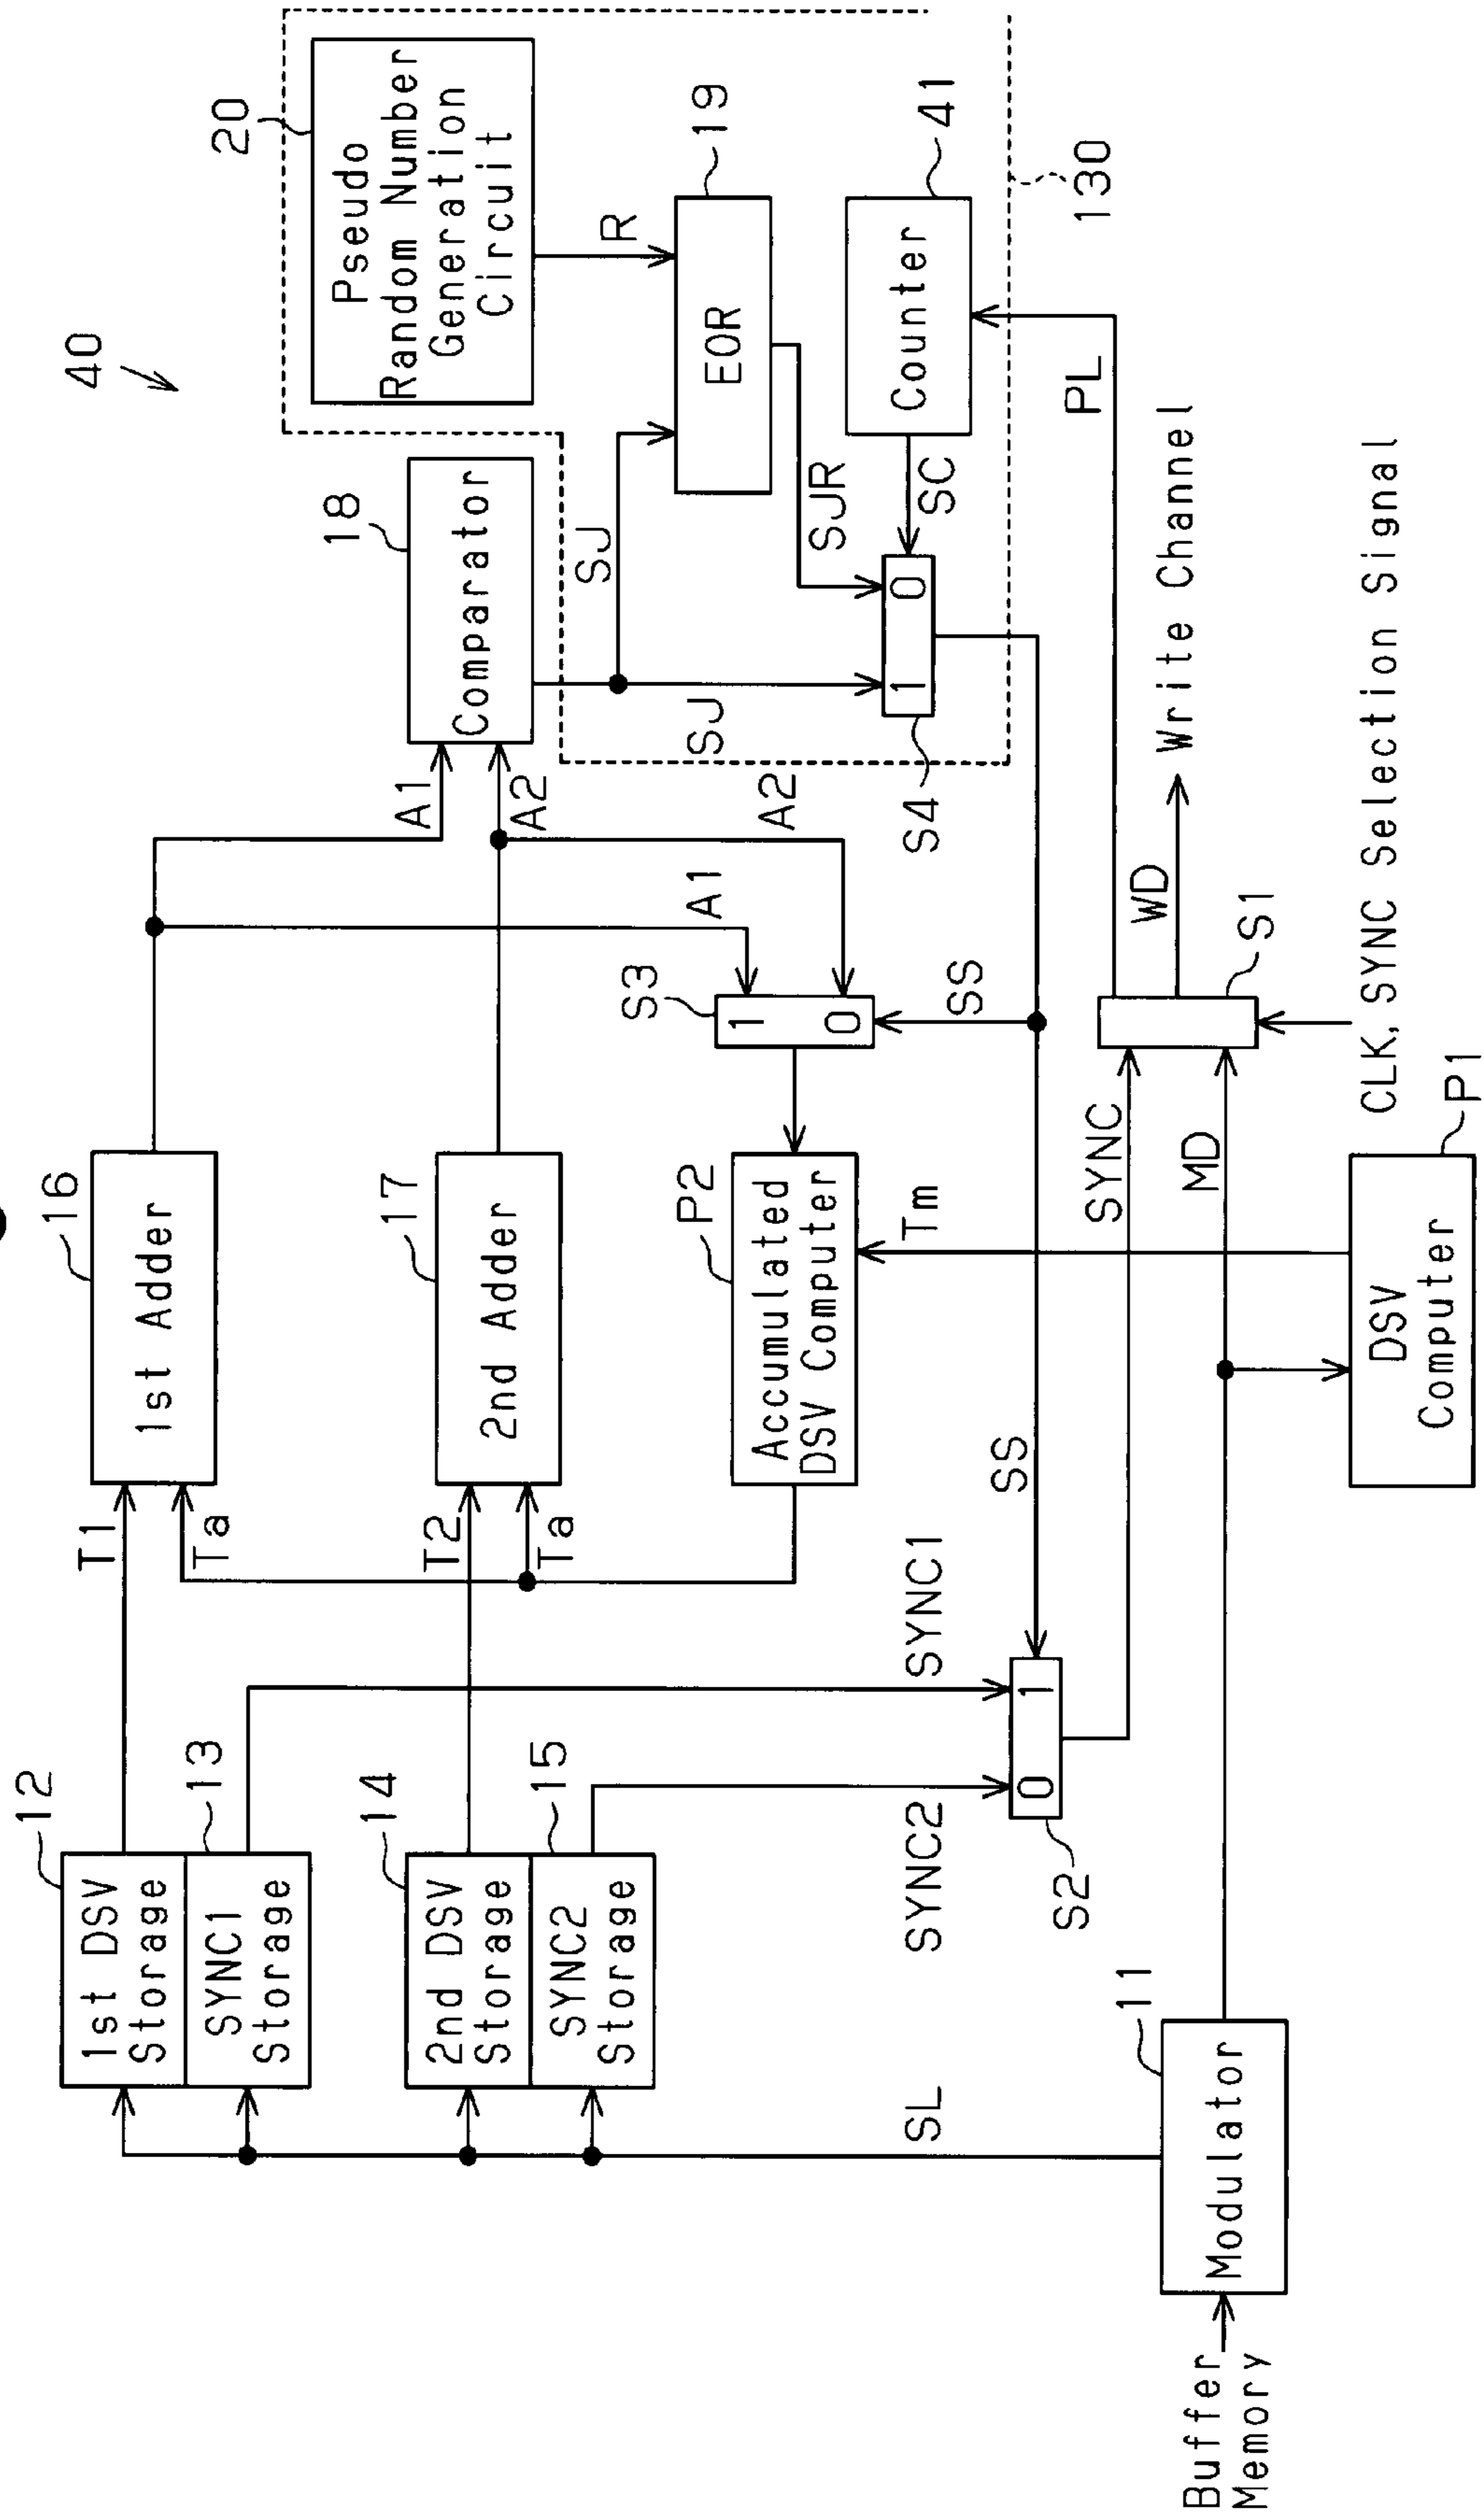 40
12
1st DSV
Storage
13
SYNC1
Storage
T1
Ta
16
1st Adder
A1
A1
18
Comparator
20
Pseudo
Random Number
Generation
Circuit
14
2nd DSV
Storage
15
SYNC2
Storage
T2
Ta
17
2nd Adder
A2
A2
SJ
SJ
R
19
EOR
SJR
P2
Accumulated
DSV Computer
Tm
S3
1
0
SS
S4
1
0
SC
41
Counter
130
PL
SL
SYNC2
SYNC1
0
1
S2
SS
SYNC
MD
WD
Write Channel
S1
CLK, SYNC Selection Signal
Buffer
Memory
11
Modulator
P1
DSV
Computer